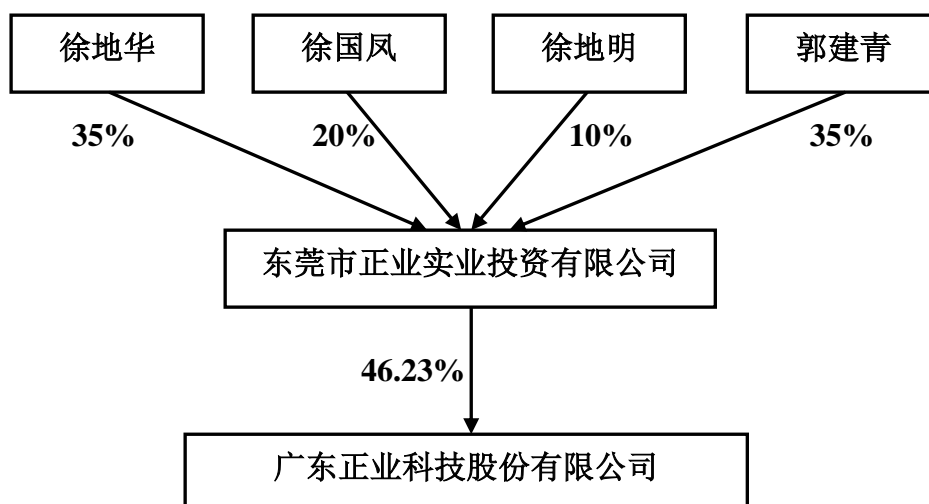 徐地华 徐国凤 徐地明 郭建青
35% 20% 10% 35%
东莞市正业实业投资有限公司
46.23%
广东正业科技股份有限公司